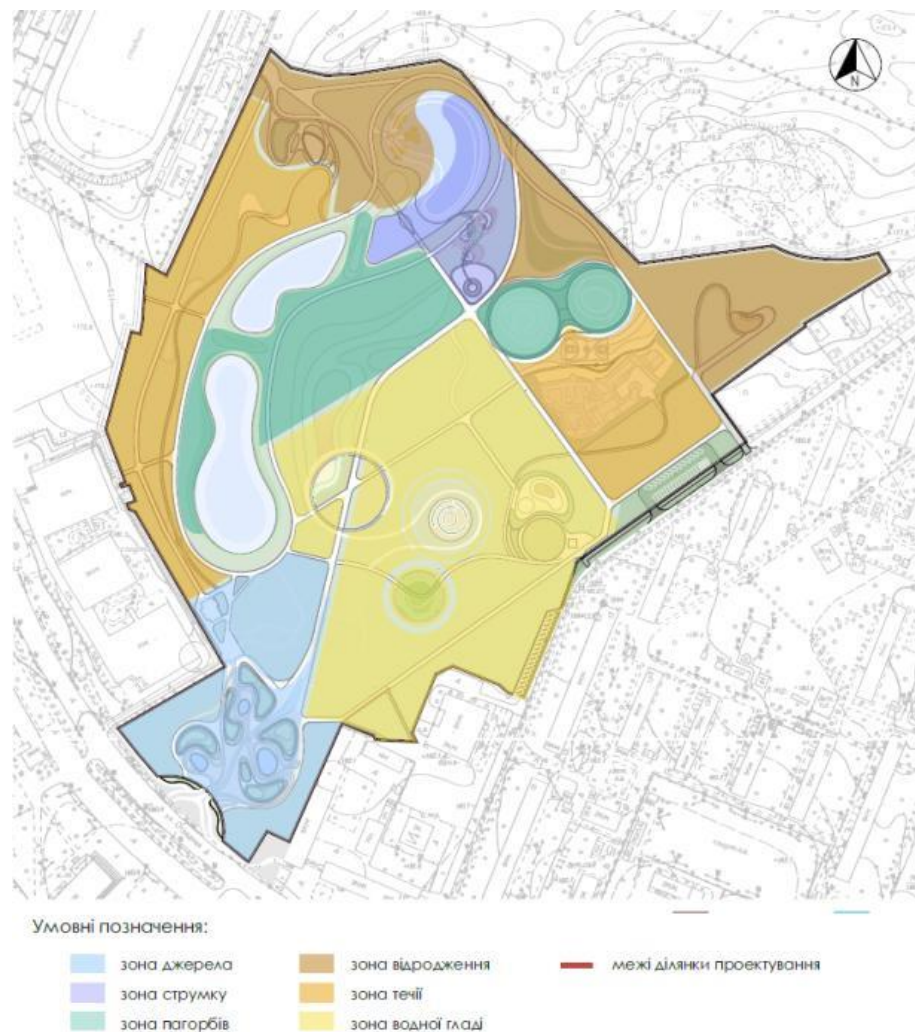 N
Умовні позначення:
зона джерела
зона відродження
межі ділянки проектування
зона струмку
зона течії
зона пагорбів
зона водної гладі